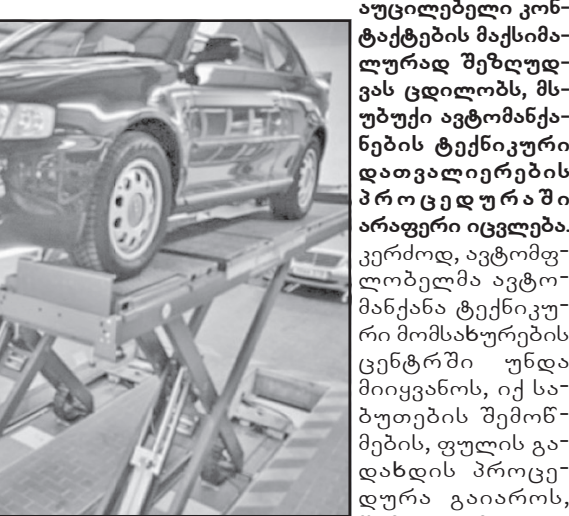 აუცილებელი კონ-
ტაქტების მაქსიმა-
ლურად შეზღუდ-
ვას ცდილობს, მს-
უბუქი ავტომანქა-
ნების ტექნიკური
დათვალიერების
პროცედურაში
არაფერი იცვლება.
კერძოდ, ავტომფ-
ლობელმა ავტო-
მანქანა ტექნიკუ-
რი მომსახურების
ცენტრში უნდა
მიიყვანოს, იქ სა-
ბუთების შემოწ-
მების, ფულის გა-
დახდის პროცე-
დურა გაიაროს,